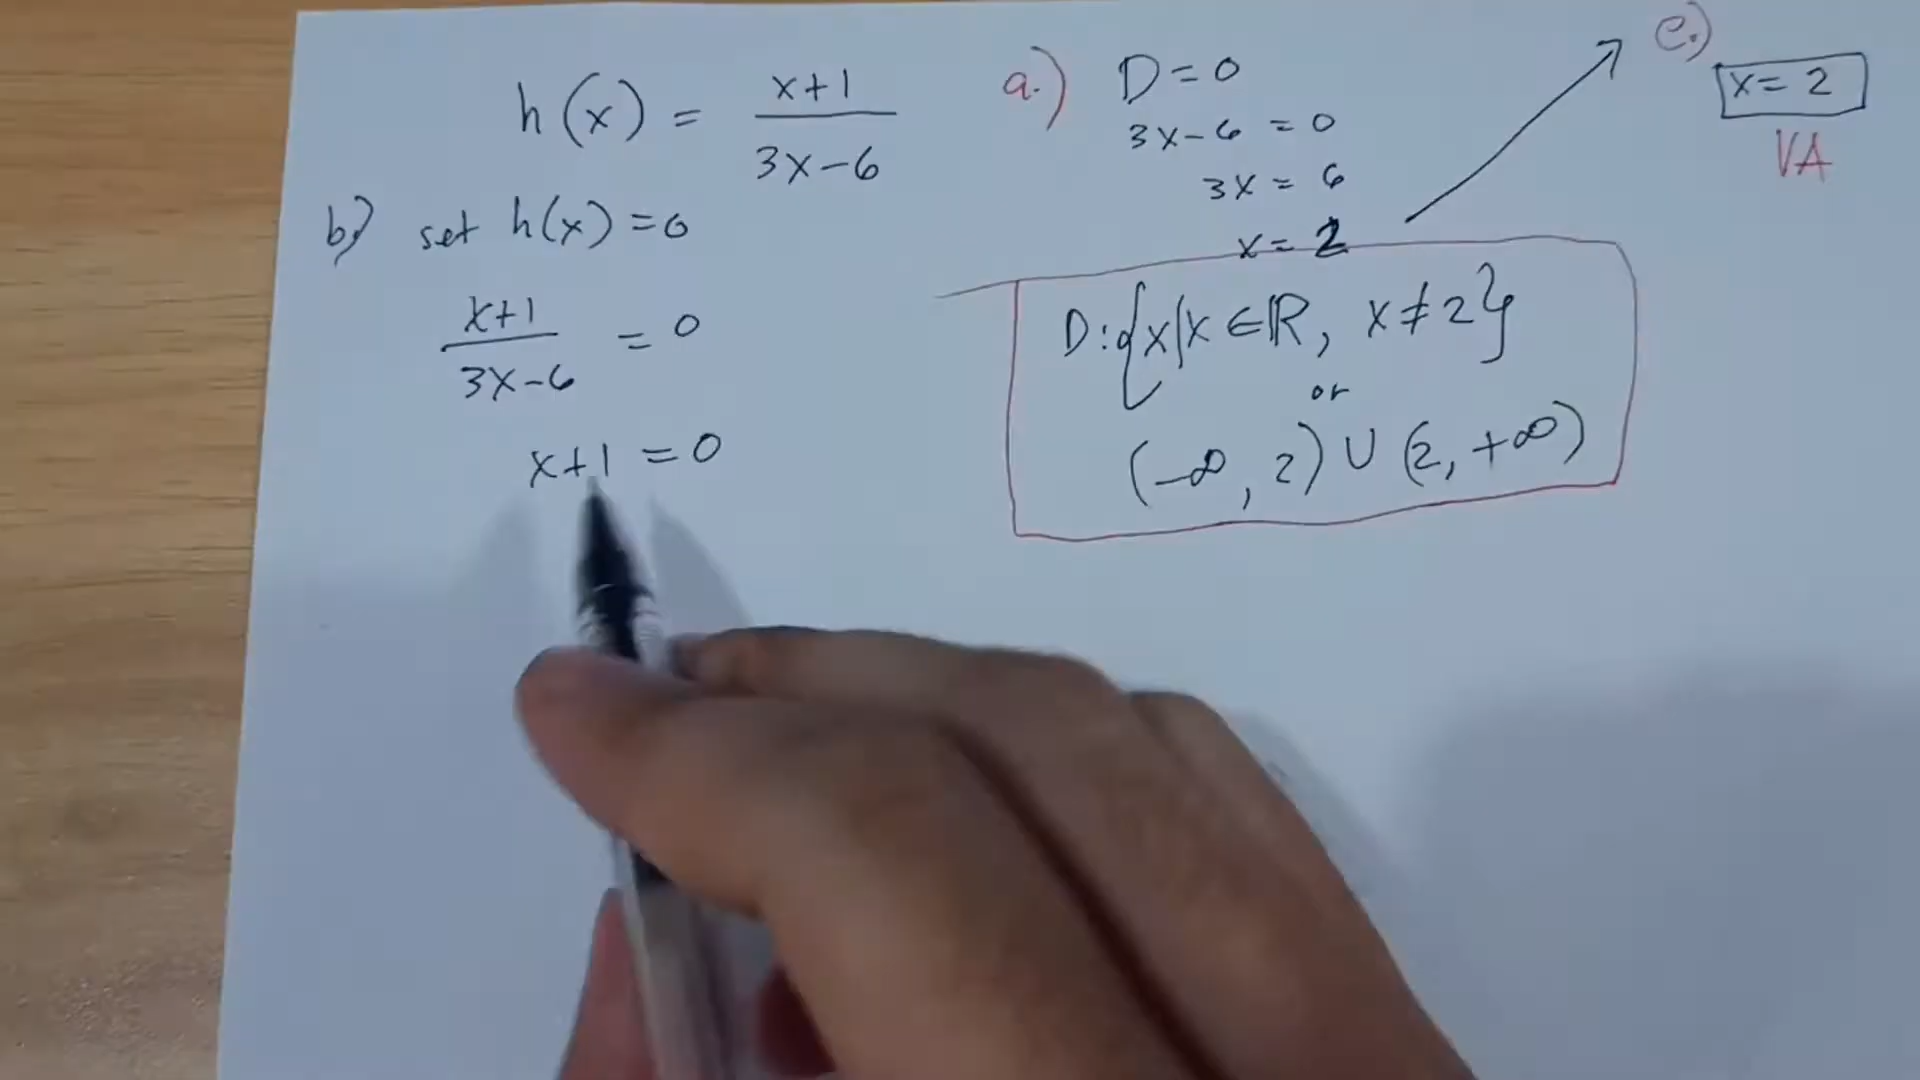 h(x) = x+1 / 3x-6
b.) set h(x) = 0
x+1 / 3x-6 = 0
x+1 = 0
a.) D = 0
3x-6 = 0
3x = 6
x = 2
D:{x|x∈ℝ, x≠2}
or
(-∞, 2) ∪ (2, +∞)
e.)
x = 2
VA